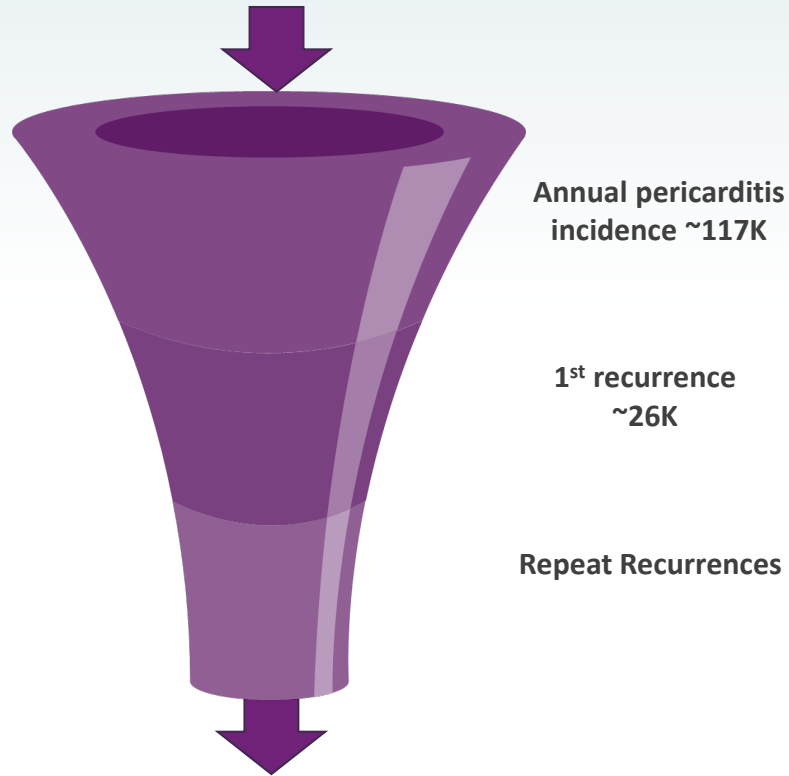 Annual pericarditis
incidence ~117K
1st recurrence
~26K
Repeat Recurrences